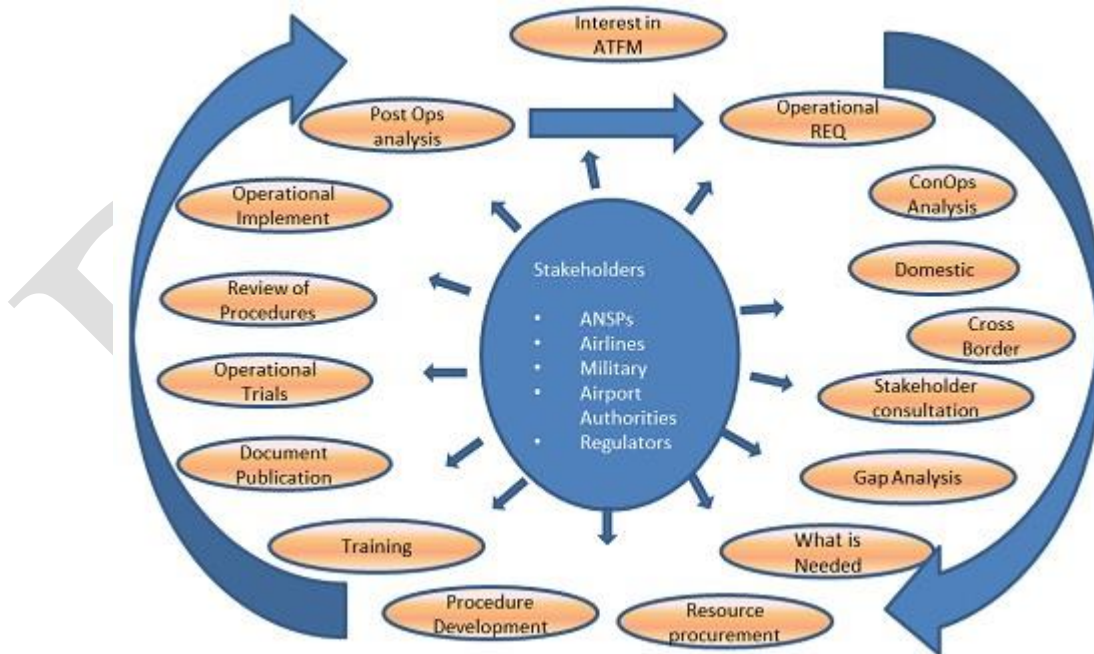 Interest in
ATFM
Post Ops
analysis
Operational
REQ
Operational
Implement
ConOps
Analysis
Stakeholders
• ANSPs
• Airlines
• Military
• Airport
Authorities
• Regulators
Domestic
Review of
Procedures
Cross
Border
Operational
Trials
Stakeholder
consultation
Document
Publication
Gap Analysis
Training
What is
Needed
Procedure
Development
Resource
procurement